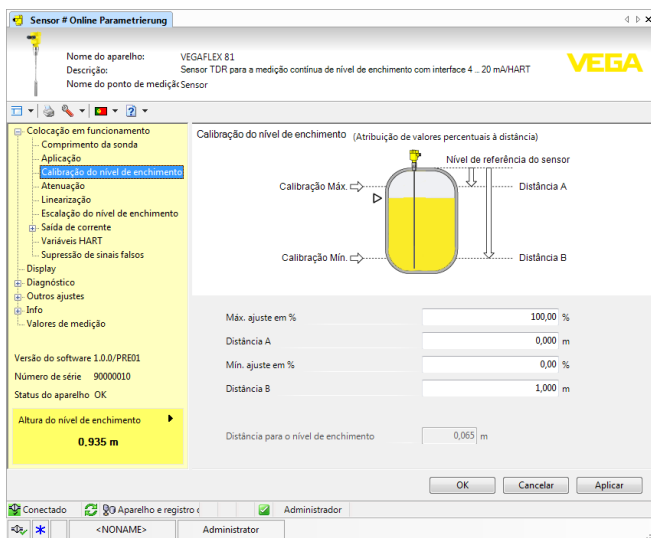 Sensor # Online Parametrierung
Nome do aparelho: VEGAFLEX 81
Descrição: Sensor TDR para a medição contínua de nível de enchimento com interface 4 .. 20 mA/HART
Nome do ponto de mediçãc Sensor
VEGA
Colocação em funcionamento
Comprimento da sonda
Aplicação
Calibração do nível de enchimento
Atenuação
Linearização
Escalação do nível de enchimento
Saída de corrente
Variáveis HART
Supressão de sinais falsos
Display
Diagnóstico
Outros ajustes
Info
Valores de medição
Versão do software 1.0.0/PRE01
Número de série 90000010
Status do aparelho OK
Altura do nível de enchimento
0,935 m
Calibração do nível de enchimento (Atribuição de valores percentuais à distância)
Nível de referência do sensor
Calibração Máx.
Distância A
Calibração Mín.
Distância B
Máx. ajuste em % 100,00 %
Distância A 0,000 m
Mín. ajuste em % 0,00 %
Distância B 1,000 m
Distância para o nível de enchimento 0,065 m
OK Cancelar Aplicar
Conectado Aparelho e registro d Administrador
<NONAME> Administrator